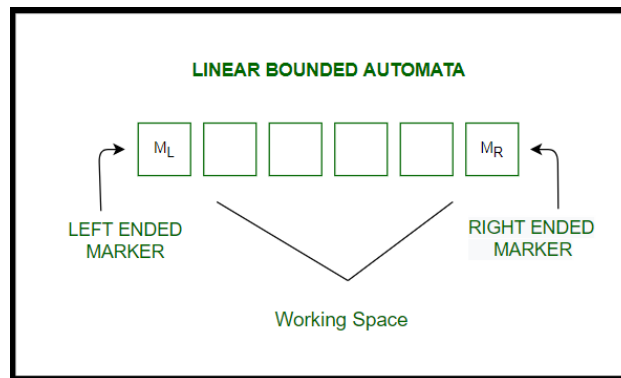 LINEAR BOUNDED AUTOMATA
ML MR
LEFT ENDED
MARKER
RIGHT ENDED
MARKER
Working Space